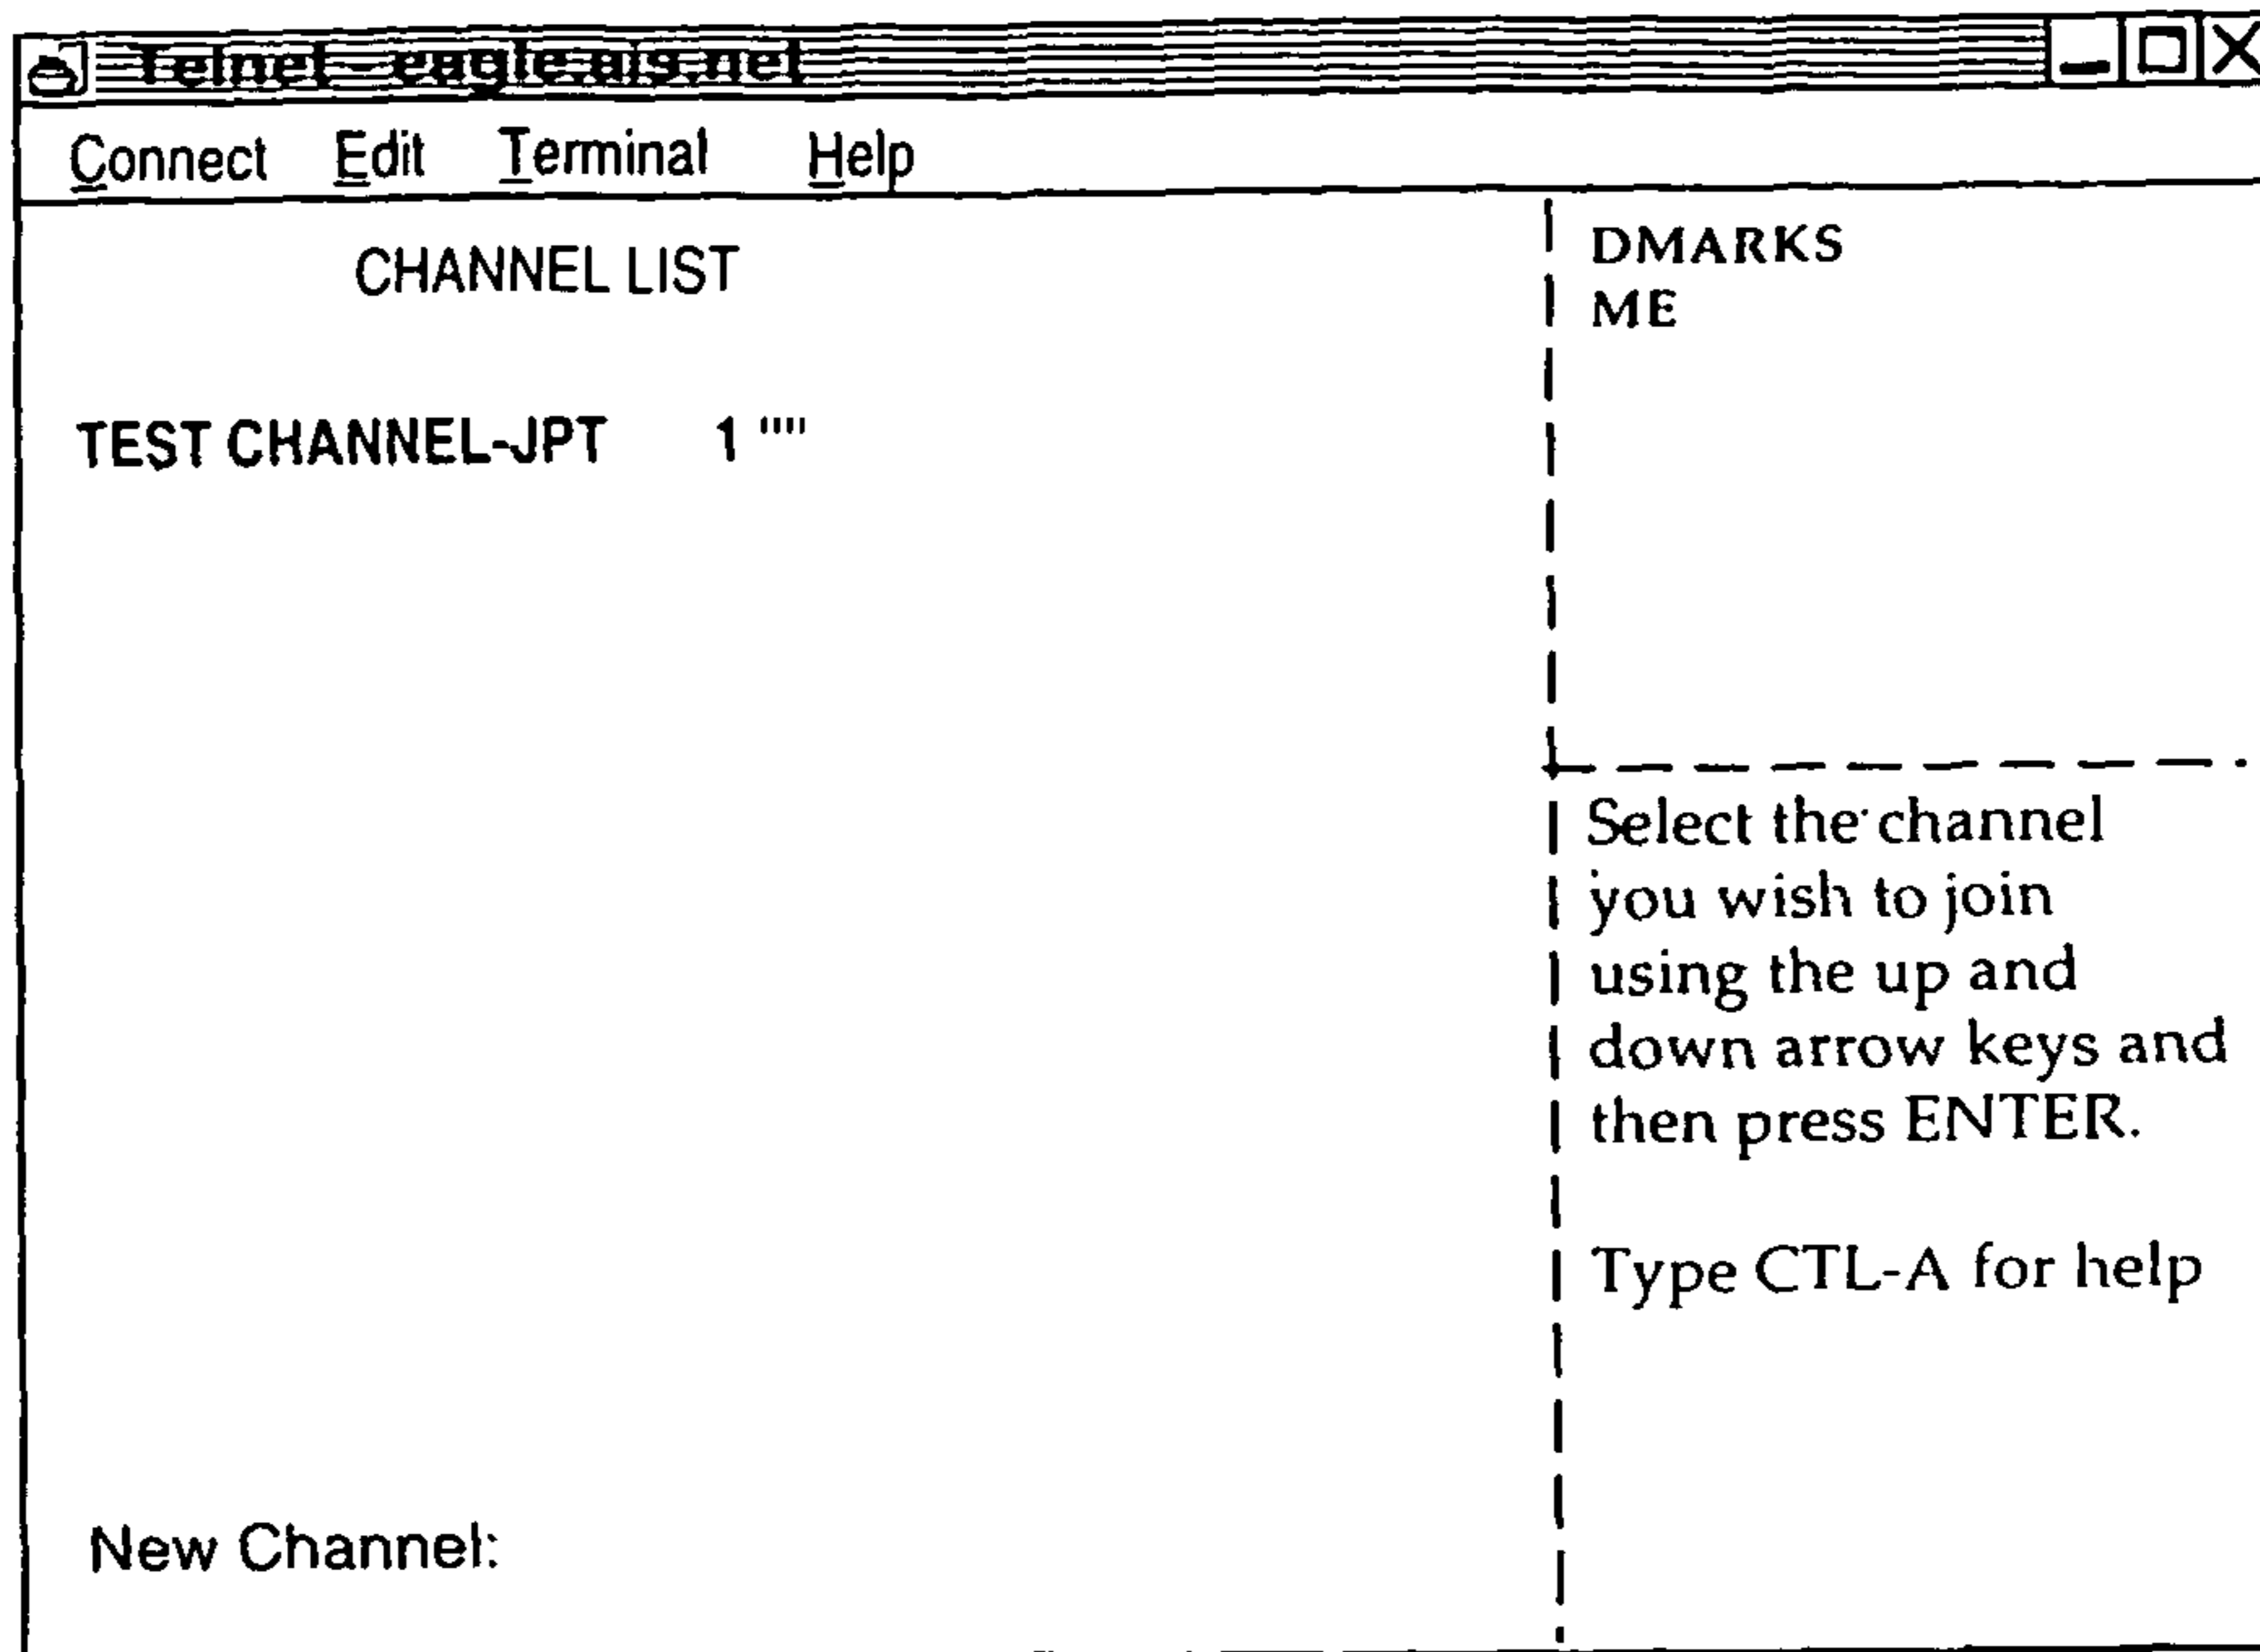 Telnet - eagle.ais.net
Connect Edit Terminal Help
CHANNEL LIST
TEST CHANNEL-JPT 1 ""
DMARKS
ME
Select the channel
you wish to join
using the up and
down arrow keys and
then press ENTER.
Type CTL-A for help
New Channel: